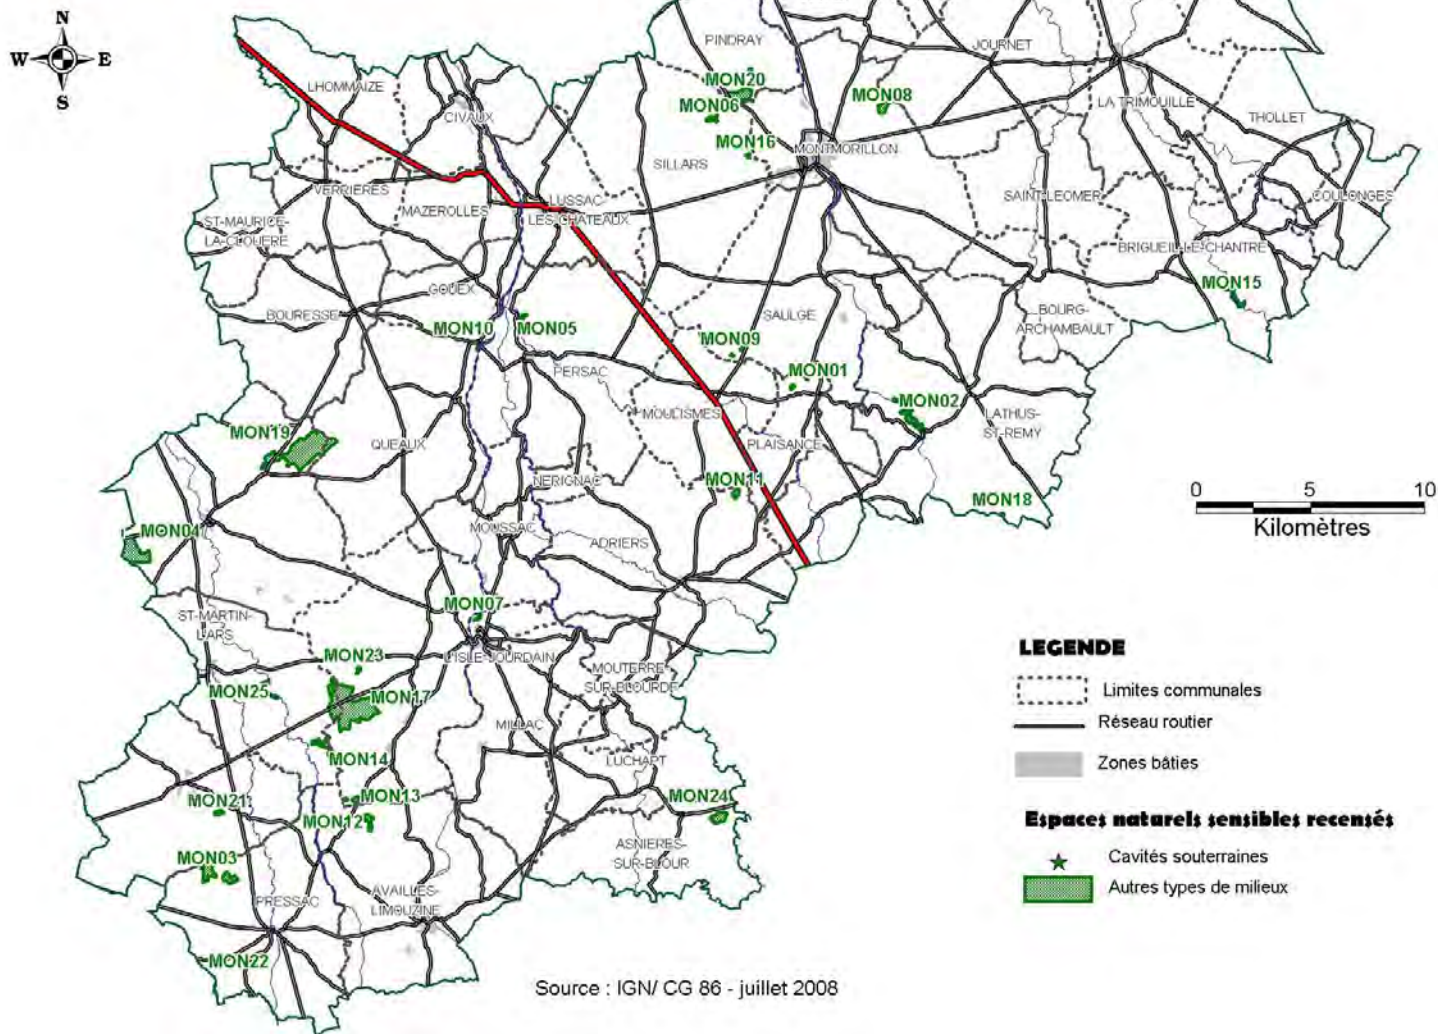 N
W
E
S
PINDRAY
JOURNET
LHOMMAIZE
MON20
MON06
MON08
LA TRIMOUILLE
THOLLET
CIVAUX
MON16
MONTMORILLON
SILLARS
VERRIERES
LUSSAC-
LES-CHATEAUX
MAZEROLLES
SAINT-LEOMER
COULONGES
ST-MAURICE-
LA-CLOUERE
BRIGUEIL-LE-CHANTRE
MON15
GOUEX
BOURESSE
MON10
MON05
SAULGE
BOURG-
ARCHAMBAULT
MON09
PERSAC
MON01
MON02
MOULISMES
LATHUS-
ST-REMY
MON19
QUEAUX
PLAISANCE
NERIGNAC
MON11
MON18
0
5
10
Kilomètres
MON04
MOUSSAC
ADRIERS
MON07
ST-MARTIN-
LARS
L'ISLE-JOURDAIN
MON23
MOUTERRE-
SUR-BLOURDE
MON25
MON17
MILLAC
MON14
LUCHAPT
MON21
MON13
MON24
MON12
ASNIERES-
SUR-BLOUR
MON03
PRESSAC
AVAILLES-
LIMOUZINE
MON22
LEGENDE
Limites communales
Réseau routier
Zones bâties
Espaces naturels sensibles recensés
Cavités souterraines
Autres types de milieux
Source : IGN/ CG 86 - juillet 2008